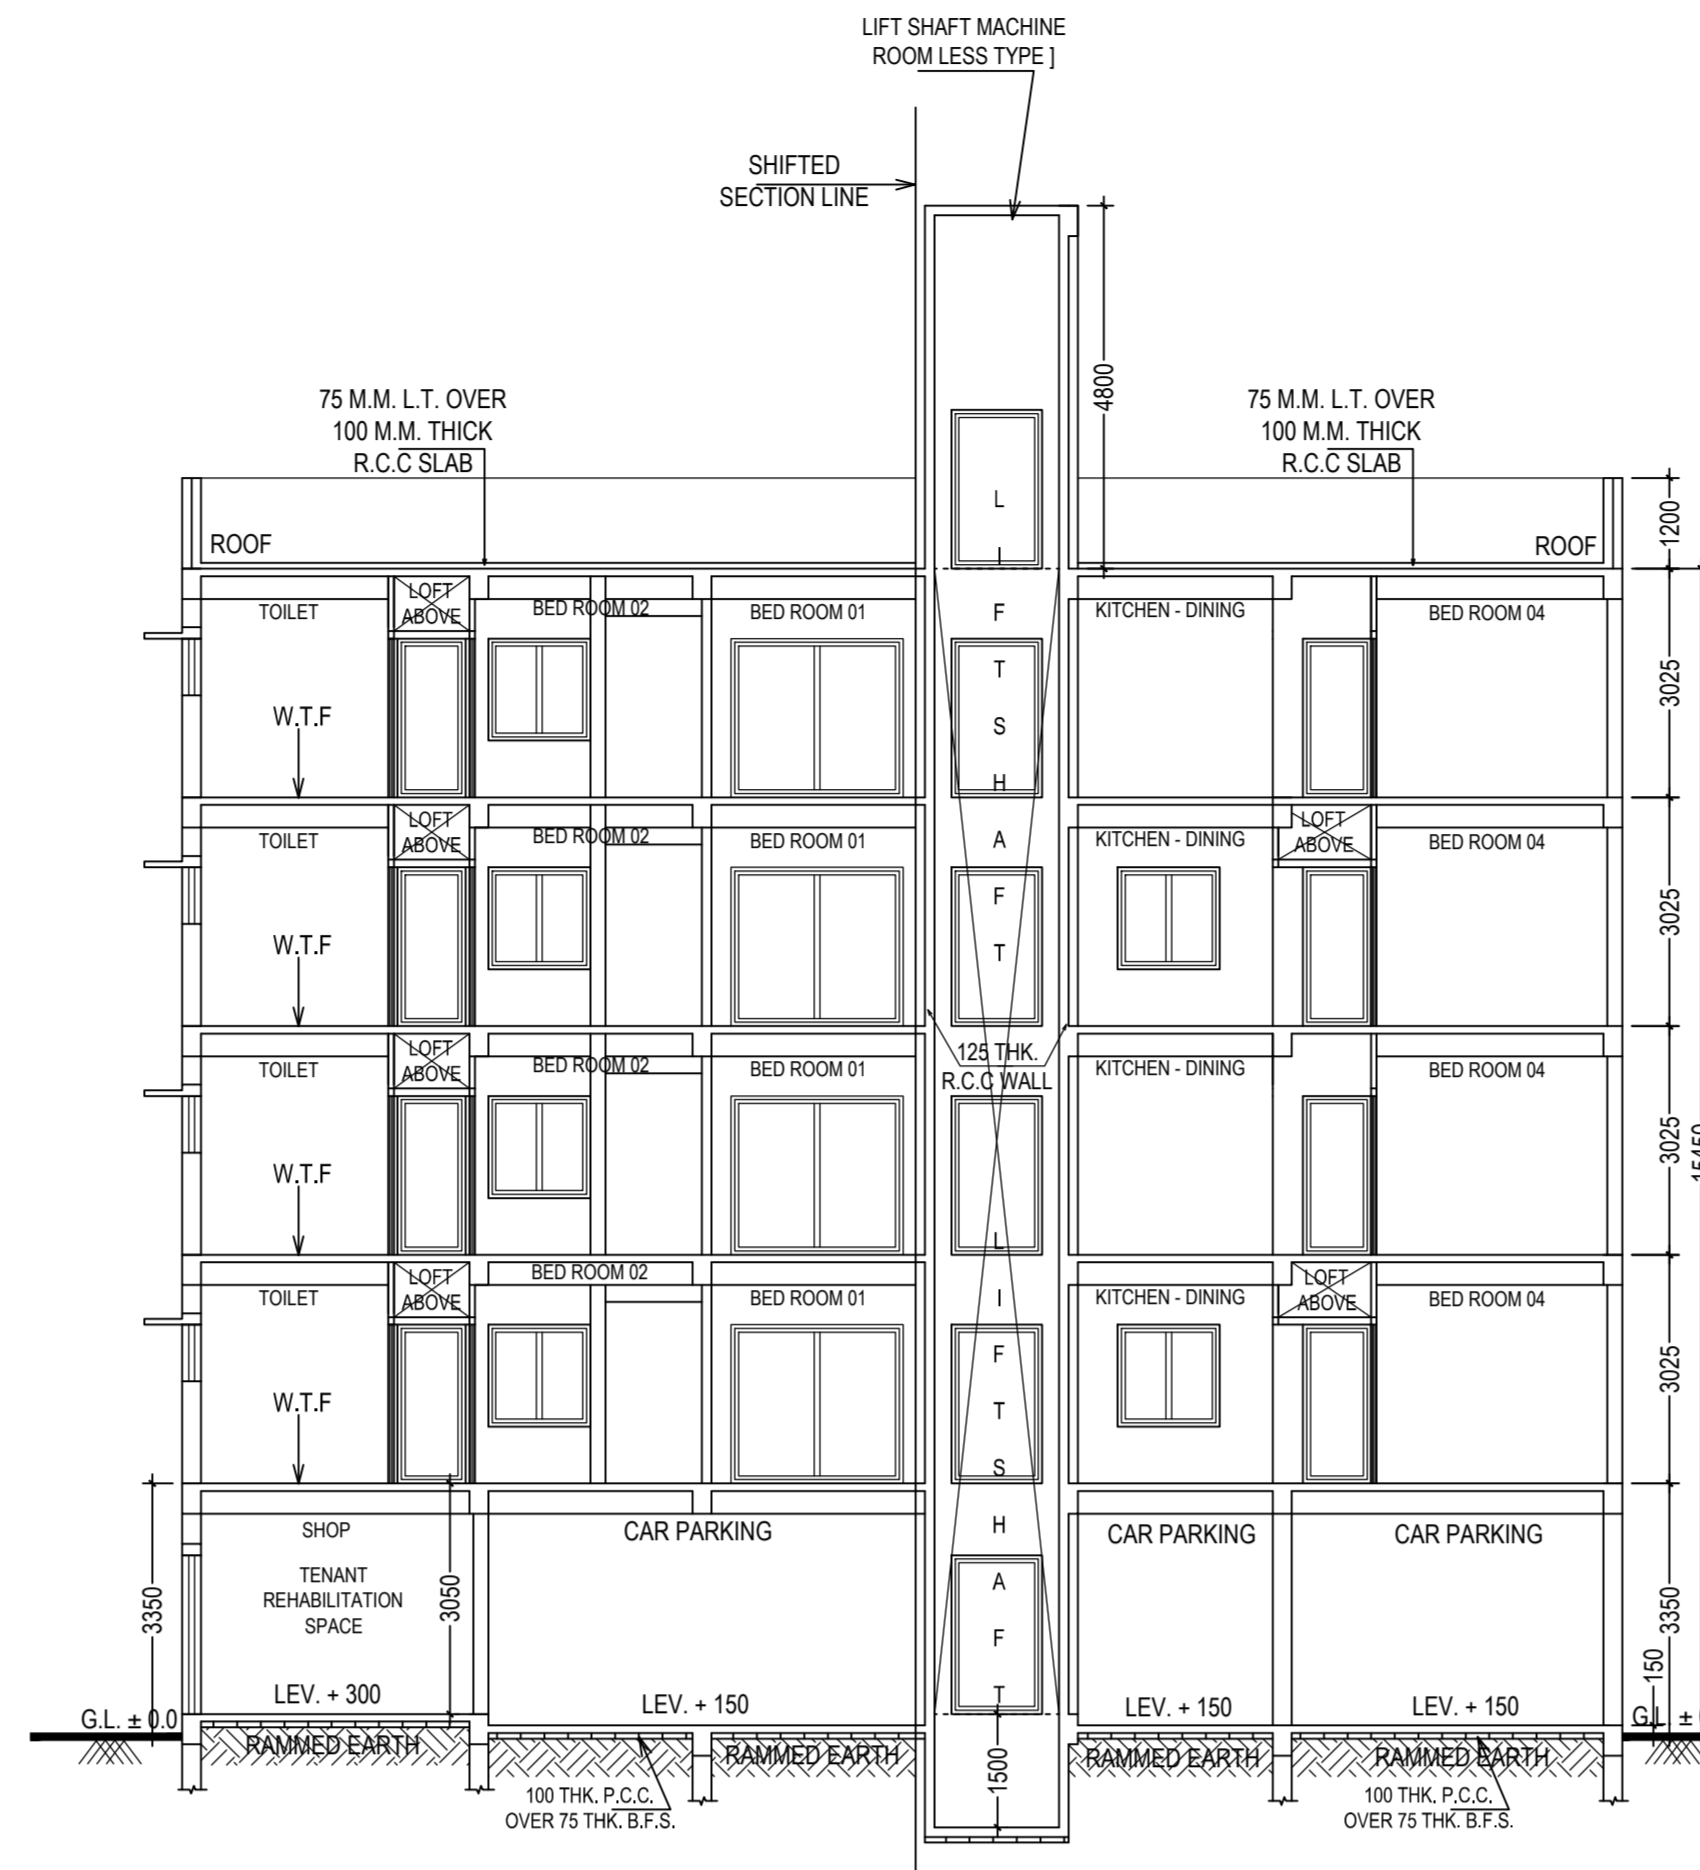 LIFT SHAFT MACHINE
ROOM LESS TYPE ]
SHIFTED
SECTION LINE
4800
75 M.M. L.T. OVER
100 M.M. THICK
R.C.C SLAB
75 M.M. L.T. OVER
100 M.M. THICK
R.C.C SLAB
1200
ROOF
ROOF
LIFT SHAFT
TOILET
LOFT
ABOVE
BED ROOM 02
BED ROOM 01
KITCHEN - DINING
BED ROOM 04
W.T.F
3025
TOILET
LOFT
ABOVE
BED ROOM 02
BED ROOM 01
KITCHEN - DINING
LOFT
ABOVE
BED ROOM 04
W.T.F
3025
125 THK.
R.C.C WALL
TOILET
LOFT
ABOVE
BED ROOM 02
BED ROOM 01
KITCHEN - DINING
BED ROOM 04
W.T.F
3025
15450
LIFT SHAFT
TOILET
LOFT
ABOVE
BED ROOM 02
BED ROOM 01
KITCHEN - DINING
LOFT
ABOVE
BED ROOM 04
W.T.F
3025
SHOP
TENANT
REHABILITATION
SPACE
CAR PARKING
CAR PARKING
CAR PARKING
3350
3050
3350
150
LEV. + 300
LEV. + 150
LEV. + 150
LEV. + 150
G.L. ± 0.0
G.L. ±
RAMMED EARTH
RAMMED EARTH
RAMMED EARTH
RAMMED EARTH
1500
100 THK. P.C.C.
OVER 75 THK. B.F.S.
100 THK. P.C.C.
OVER 75 THK. B.F.S.